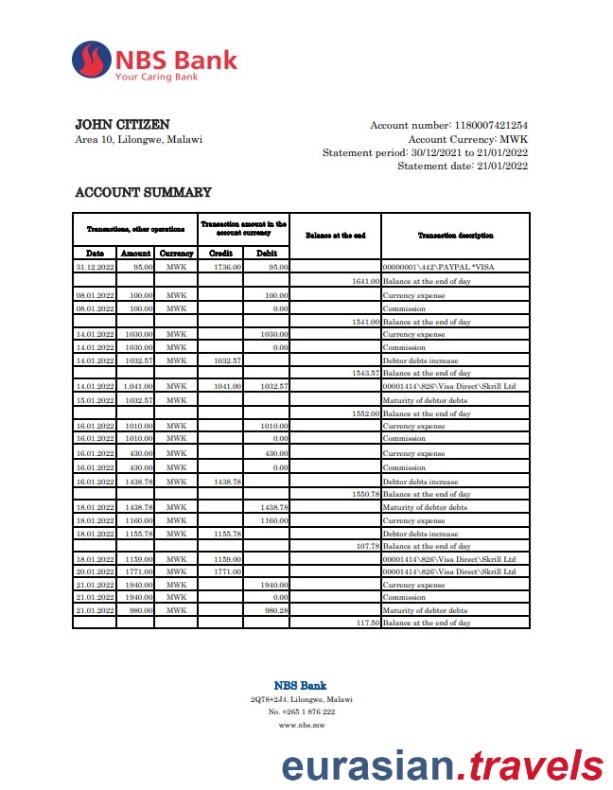 NBS Bank
Your Caring Bank
JOHN CITIZEN
Area 10, Lilongwe, Malawi
Account number: 1180007421254
Account Currency: MWK
Statement period: 30/12/2021 to 21/01/2022
Statement date: 21/01/2022
ACCOUNT SUMMARY
Transactions, other operations Transaction amount in the account currency Balance at the end Transaction description
Date Amount Currency Credit Debit
31.12.2022 95.00 MWK 1736.00 95.00 00000001\442\PAYPAL *VISA
1641.00 Balance at the end of day
08.01.2022 100.00 MWK 100.00 Currency expense
08.01.2022 100.00 MWK 0.00 Commission
1541.00 Balance at the end of day
14.01.2022 1030.00 MWK 1030.00 Currency expense
14.01.2022 1030.00 MWK 0.00 Commission
14.01.2022 1032.57 MWK 1032.57 Debtor debts increase
1543.57 Balance at the end of day
14.01.2022 1.041.00 MWK 1041.00 1032.57 00001414\826\Visa Direct\Skrill Ltd
15.01.2022 1032.57 MWK Maturity of debtor debts
1552.00 Balance at the end of day
16.01.2022 1010.00 MWK 1010.00 Currency expense
16.01.2022 1010.00 MWK 0.00 Commission
16.01.2022 430.00 MWK 430.00 Currency expense
16.01.2022 430.00 MWK 0.00 Commission
16.01.2022 1438.78 MWK 1438.78 Debtor debts increase
1550.78 Balance at the end of day
18.01.2022 1438.78 MWK 1438.78 Maturity of debtor debts
18.01.2022 1160.00 MWK 1160.00 Currency expense
18.01.2022 1155.78 MWK 1155.78 Debtor debts increase
107.78 Balance at the end of day
18.01.2022 1159.00 MWK 1159.00 00001414\826\Visa Direct\Skrill Ltd
20.01.2022 1771.00 MWK 1771.00 00001414\826\Visa Direct\Skrill Ltd
21.01.2022 1940.00 MWK 1940.00 Currency expense
21.01.2022 1940.00 MWK 0.00 Commission
21.01.2022 980.00 MWK 980.28 Maturity of debtor debts
117.50 Balance at the end of day
NBS Bank
2Q78+2J4, Lilongwe, Malawi
No. +265 1 876 222
www.nbs.mw
eurasian.travels